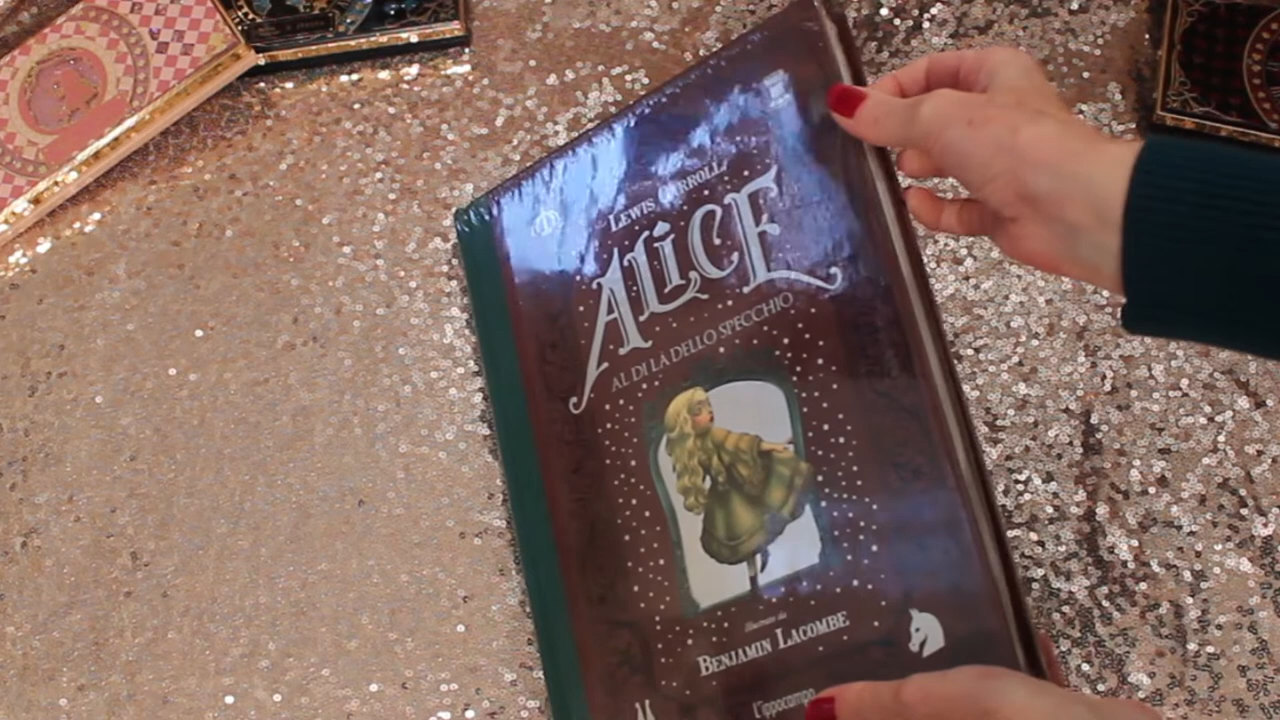 LEWIS CARROLL
ALiCE
AL DI LÀ DELLO SPECCHIO
illustrato da
BENJAMIN LACOMBE
L'ippocampo